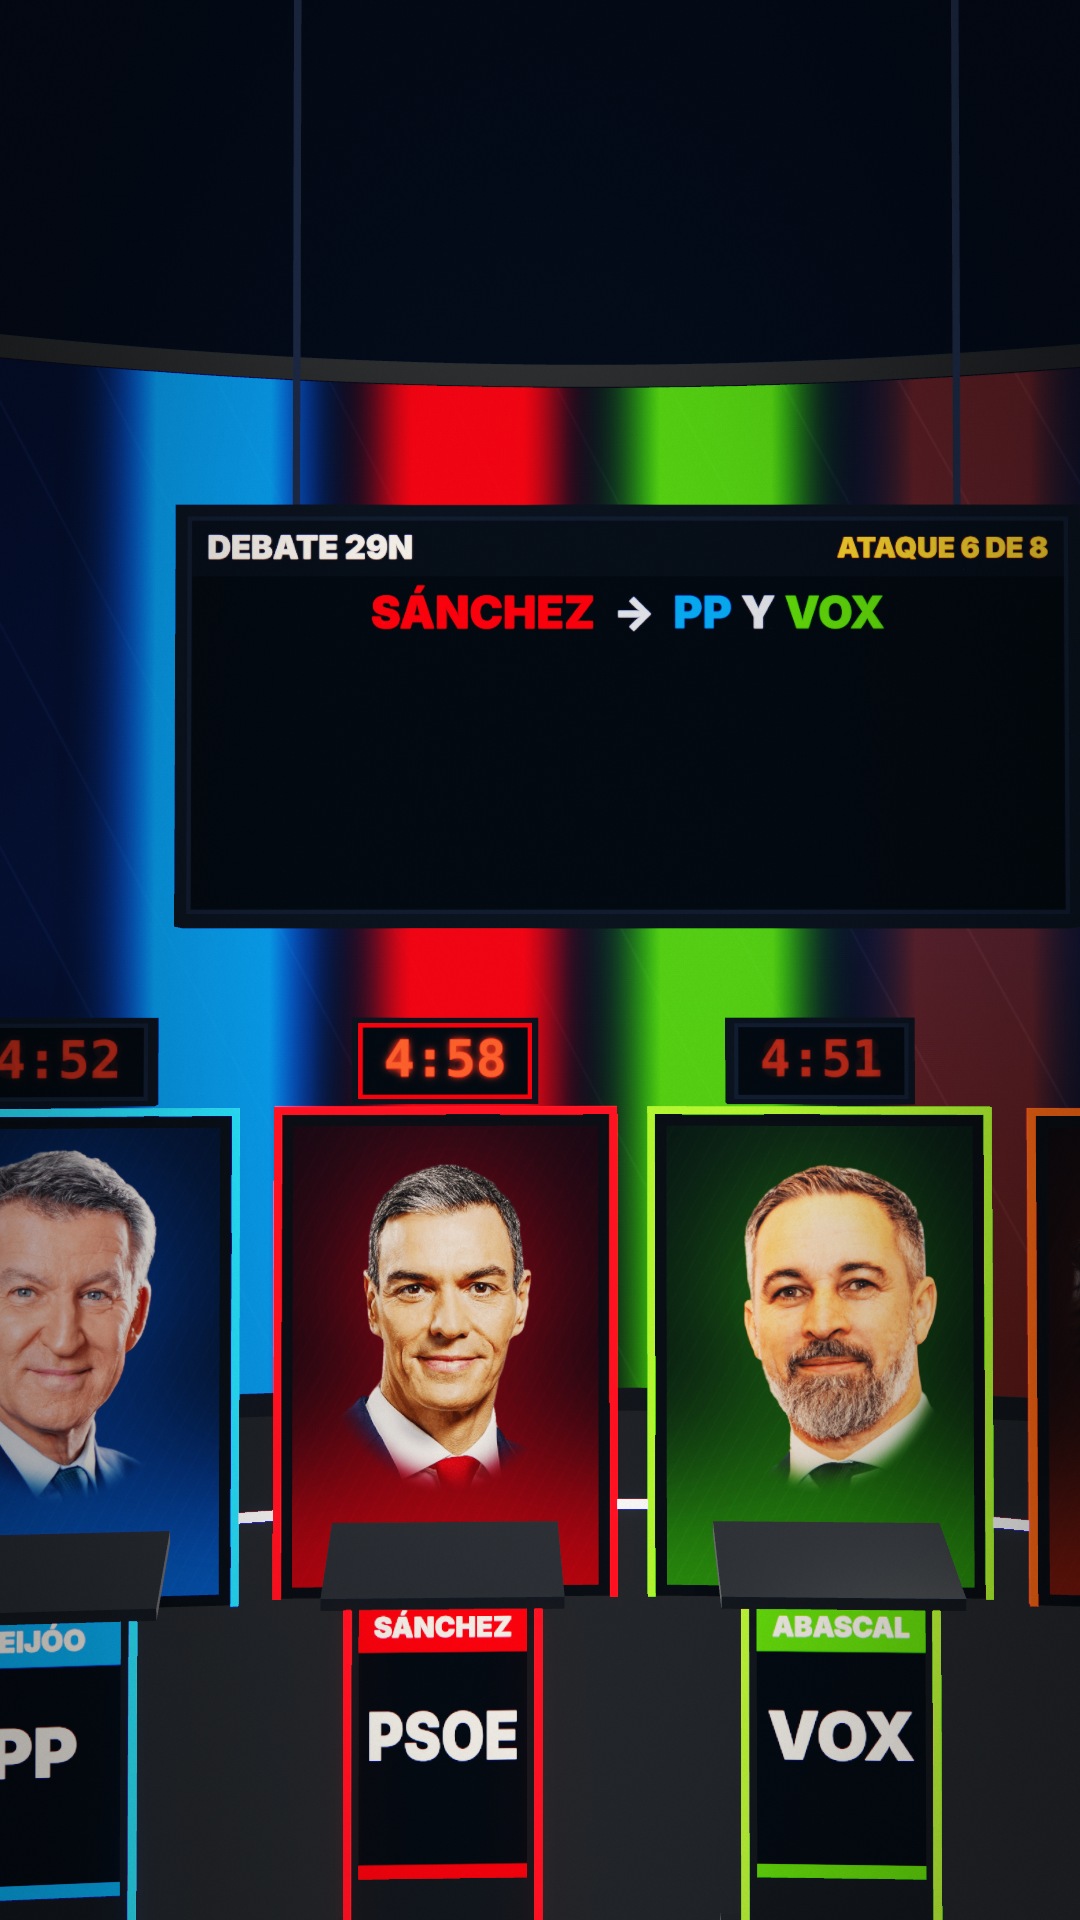 DEBATE 29N
ATAQUE 6 DE 8
SÁNCHEZ → PP Y VOX
4:52
4:58
4:51
EIJÓO
SÁNCHEZ
ABASCAL
PP
PSOE
VOX